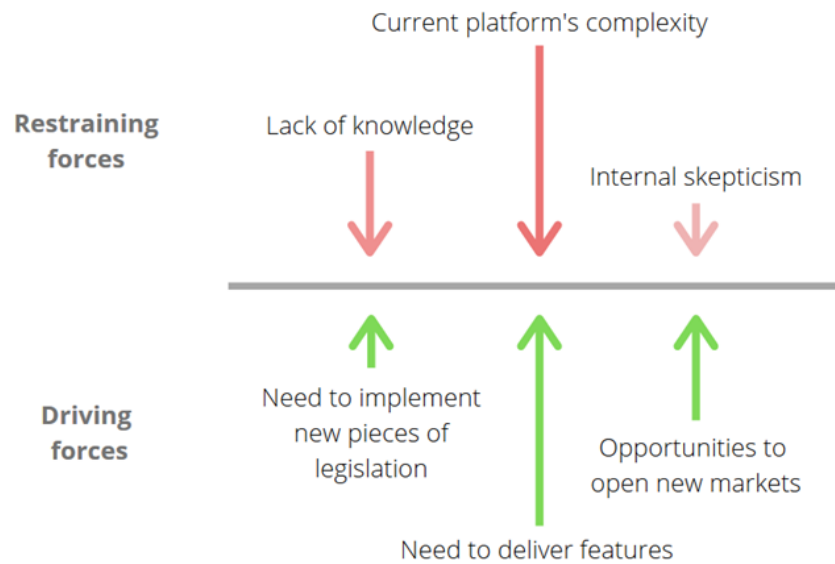 Current platform's complexity
Restraining
forces
Lack of knowledge
Internal skepticism
Driving
forces
Need to implement
new pieces of
legislation
Opportunities to
open new markets
Need to deliver features